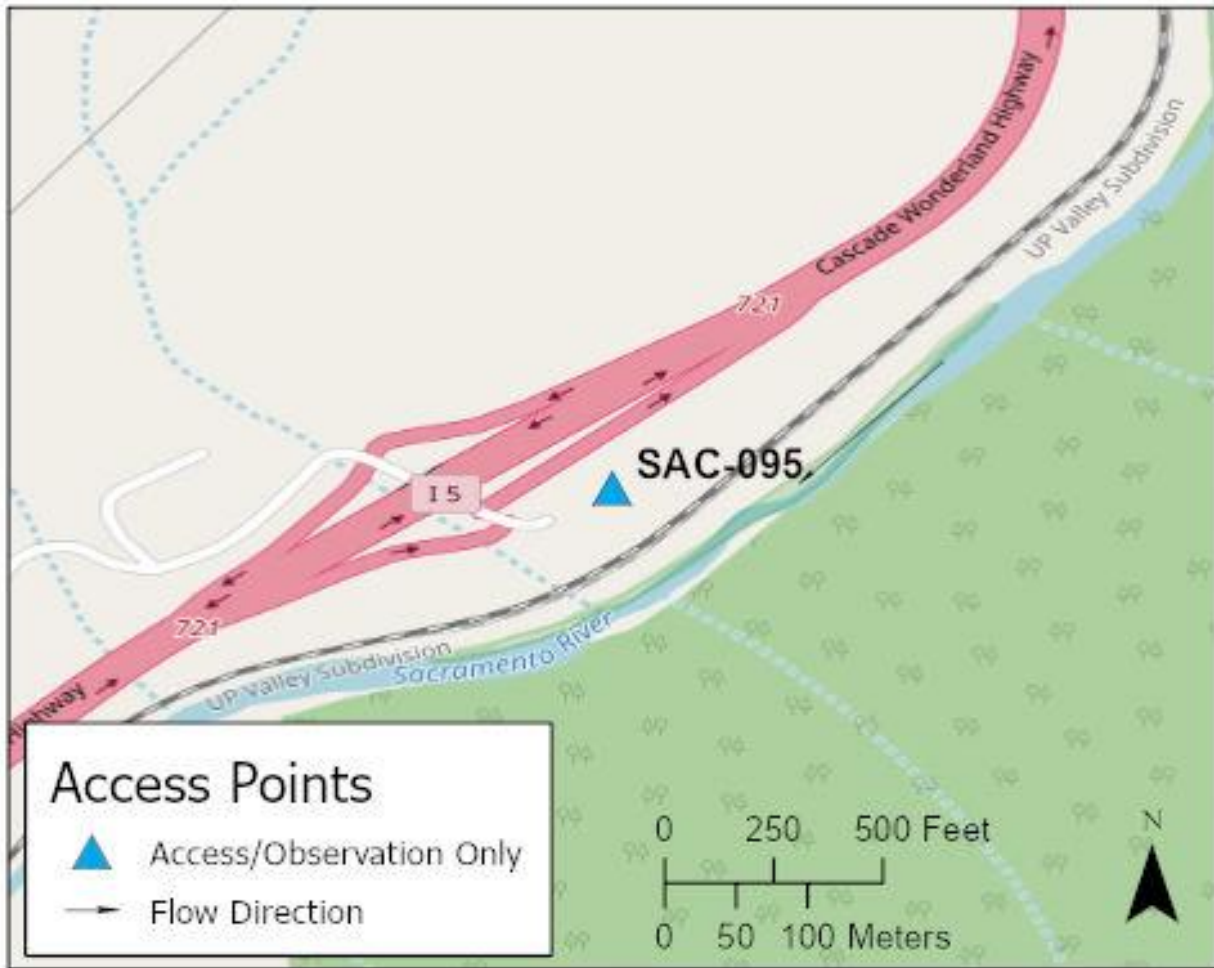 Cascade Wonderland Highway
UP Valley Subdivision
721
SAC-095
I 5
721
UP Valley Subdivision
Sacramento River
Highway
Access Points
Access/Observation Only
Flow Direction
0 250 500 Feet
0 50 100 Meters
N